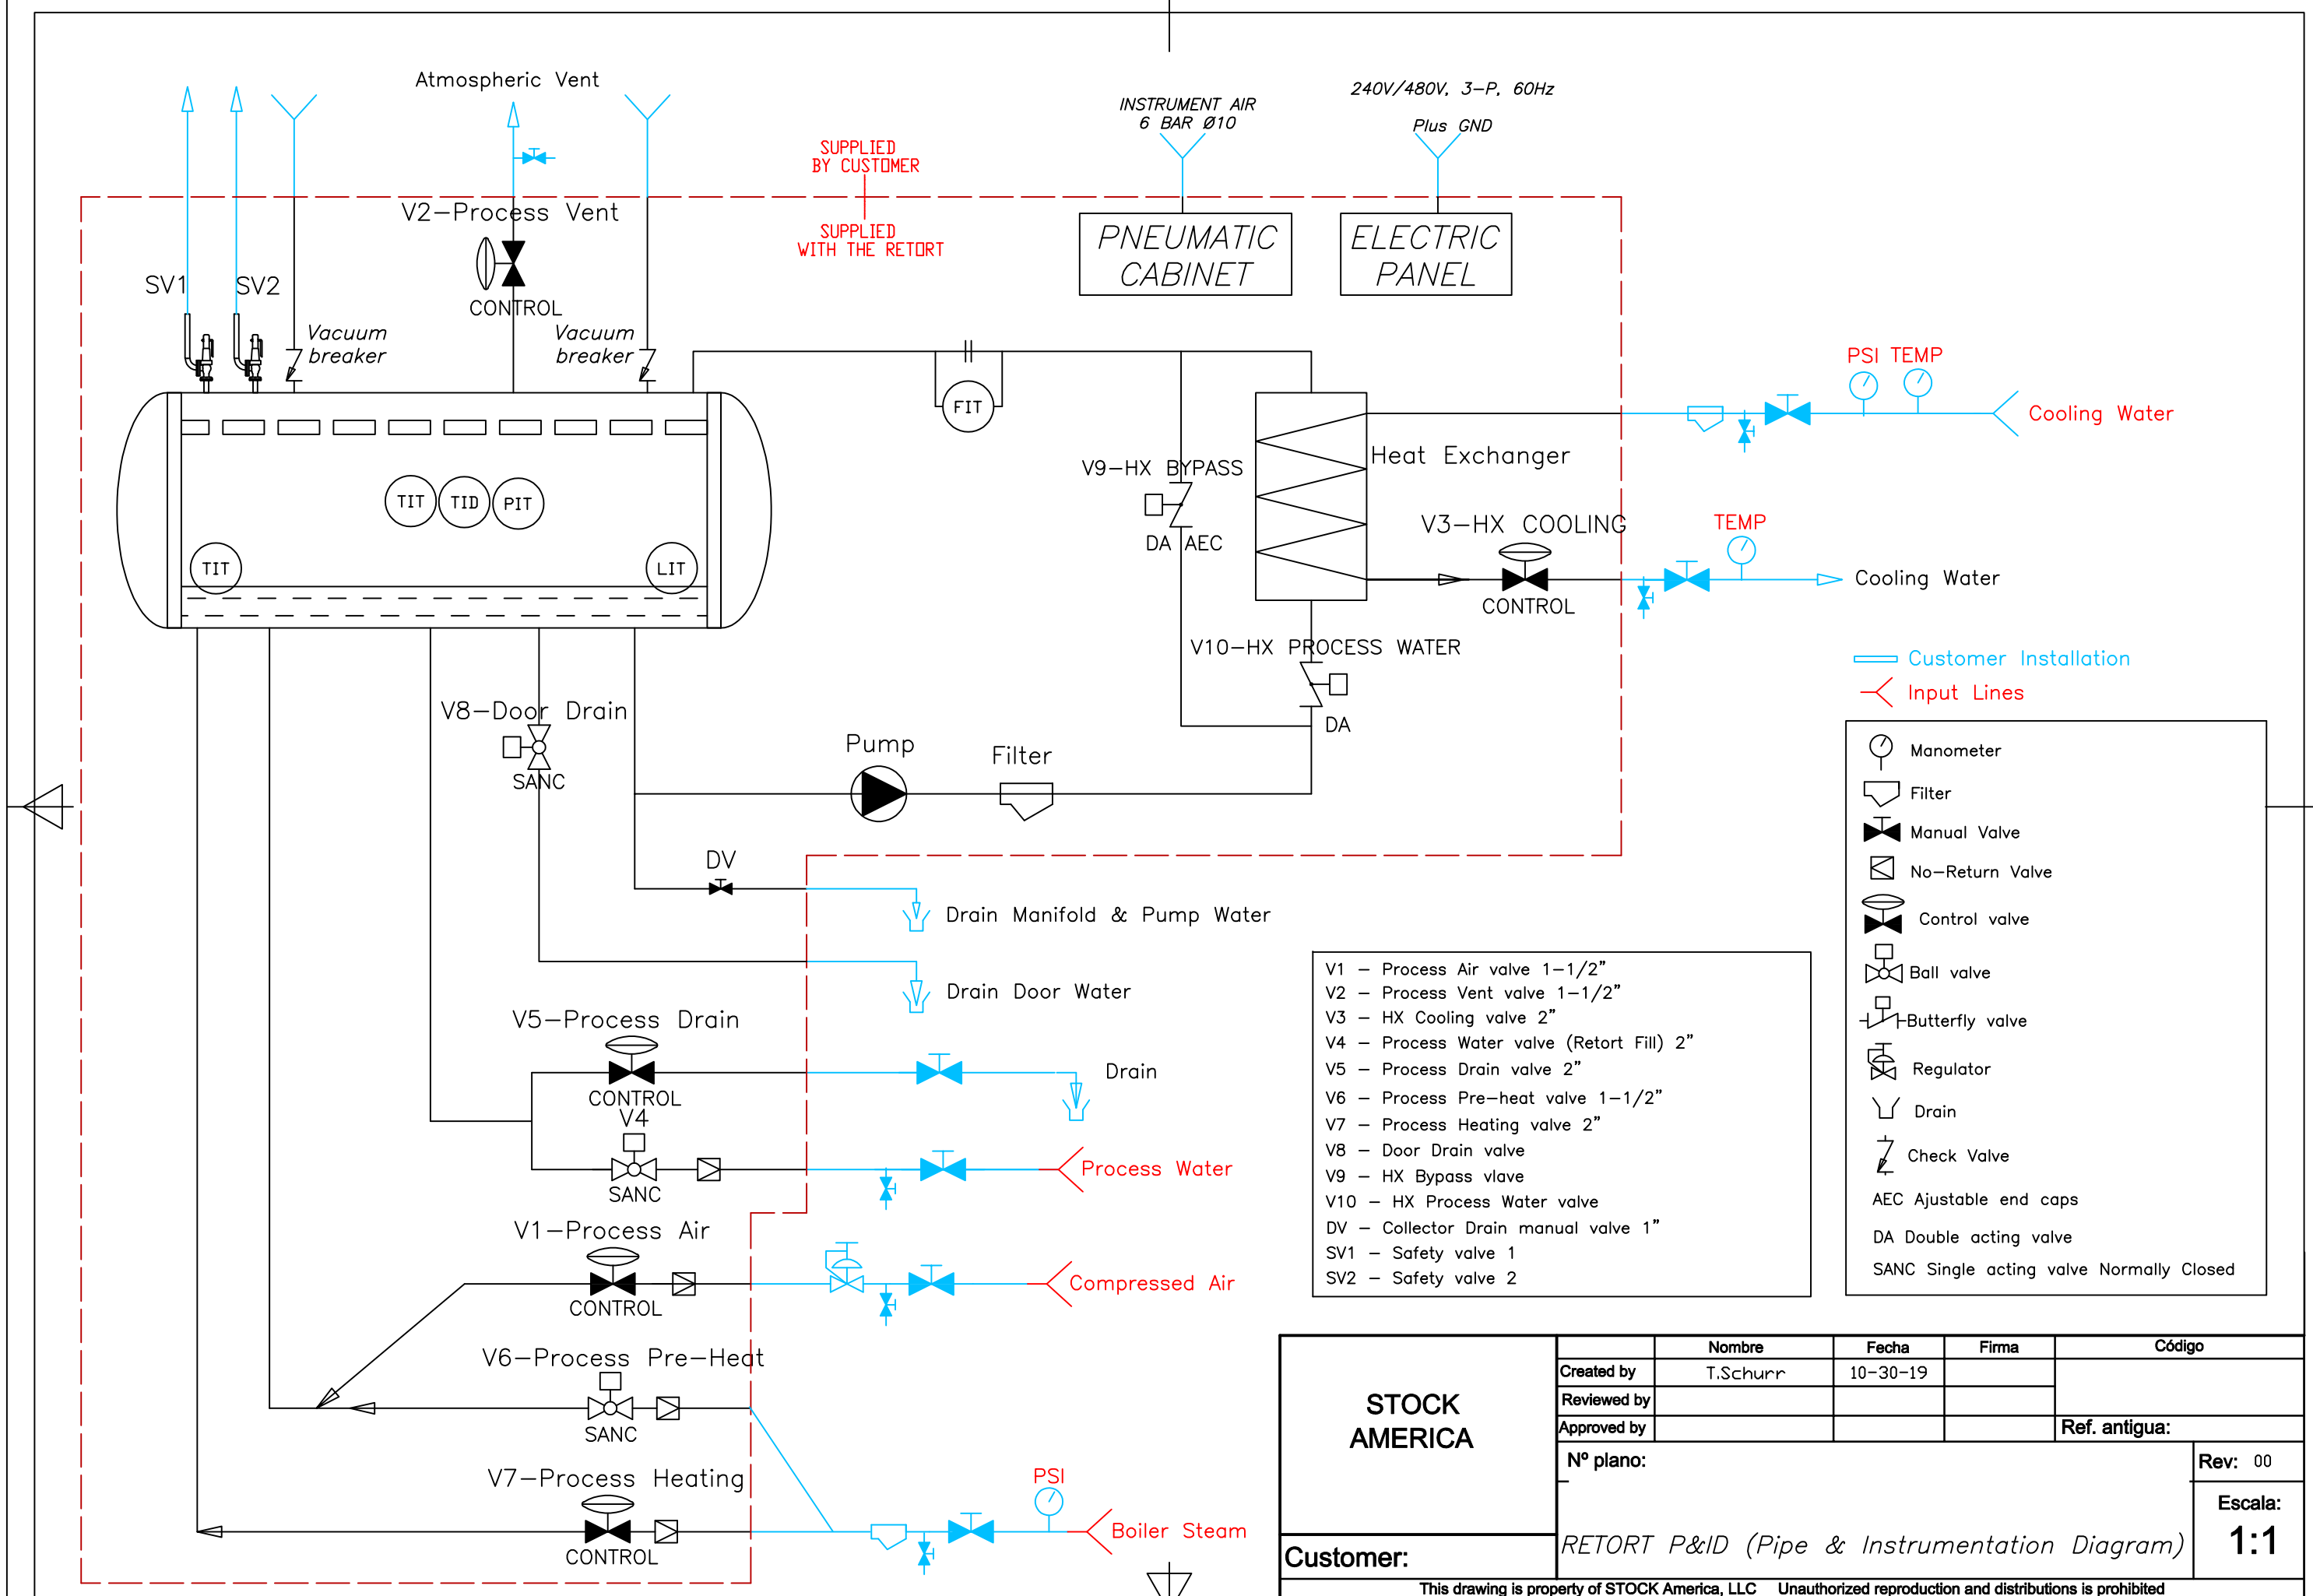 Atmospheric Vent
INSTRUMENT AIR
6 BAR Ø10
240V/480V, 3-P, 60Hz
Plus GND
SUPPLIED
BY CUSTOMER
SUPPLIED
WITH THE RETORT
V2-Process Vent
CONTROL
SV1
SV2
Vacuum
breaker
Vacuum
breaker
PNEUMATIC
CABINET
ELECTRIC
PANEL
FIT
TIT
TID
PIT
TIT
LIT
V9-HX BYPASS
DA AEC
Heat Exchanger
PSI TEMP
Cooling Water
V3-HX COOLING
CONTROL
TEMP
Cooling Water
V10-HX PROCESS WATER
DA
Customer Installation
Input Lines
V8-Door Drain
SANC
Pump
Filter
DV
Drain Manifold & Pump Water
Drain Door Water
V5-Process Drain
CONTROL
Drain
V4
SANC
Process Water
V1-Process Air
CONTROL
Compressed Air
V6-Process Pre-Heat
SANC
V7-Process Heating
CONTROL
PSI
Boiler Steam
Manometer
Filter
Manual Valve
No-Return Valve
Control valve
Ball valve
Butterfly valve
Regulator
Drain
Check Valve
AEC Ajustable end caps
DA Double acting valve
SANC Single acting valve Normally Closed
V1 - Process Air valve 1-1/2"
V2 - Process Vent valve 1-1/2"
V3 - HX Cooling valve 2"
V4 - Process Water valve (Retort Fill) 2"
V5 - Process Drain valve 2"
V6 - Process Pre-heat valve 1-1/2"
V7 - Process Heating valve 2"
V8 - Door Drain valve
V9 - HX Bypass vlave
V10 - HX Process Water valve
DV - Collector Drain manual valve 1"
SV1 - Safety valve 1
SV2 - Safety valve 2
STOCK
AMERICA
Customer:
Nombre Fecha Firma Código
Created by T.Schurr 10-30-19
Reviewed by
Approved by Ref. antigua:
Nº plano:
Rev: 00
Escala:
1:1
RETORT P&ID (Pipe & Instrumentation Diagram)
This drawing is property of STOCK America, LLC Unauthorized reproduction and distributions is prohibited